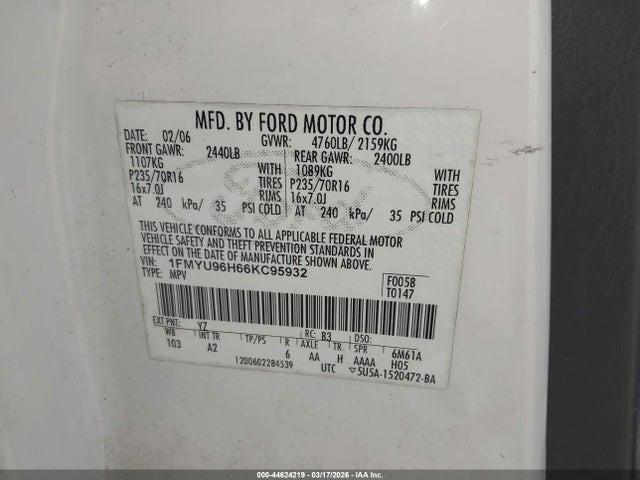 MFD. BY FORD MOTOR CO.
DATE: 02/06 GVWR: 4760LB/ 2159KG
FRONT GAWR: 2440LB REAR GAWR: 2400LB
1107KG WITH 1089KG WITH
P235/70R16 TIRES P235/70R16 TIRES
16x7.0J RIMS 16x7.0J RIMS
AT 240 kPa/ 35 PSI COLD AT 240 kPa/ 35 PSI COLD
THIS VEHICLE CONFORMS TO ALL APPLICABLE FEDERAL MOTOR
VEHICLE SAFETY AND THEFT PREVENTION STANDARDS IN
EFFECT ON THE DATE OF MANUFACTURE SHOWN ABOVE.
VIN: 1FMYU96H66KC95932
TYPE: MPV
F0058
T0147
EXT PNT: YZ RC: B3 DSO:
WB INT TR TP/PS R AXLE TR SPR 6M61A
103 A2 6 AA H AAAA H05
1200602284539 UTC ▽5U5A-1520472-BA
000-44624219 - 03/17/2026 - IAAI.COM